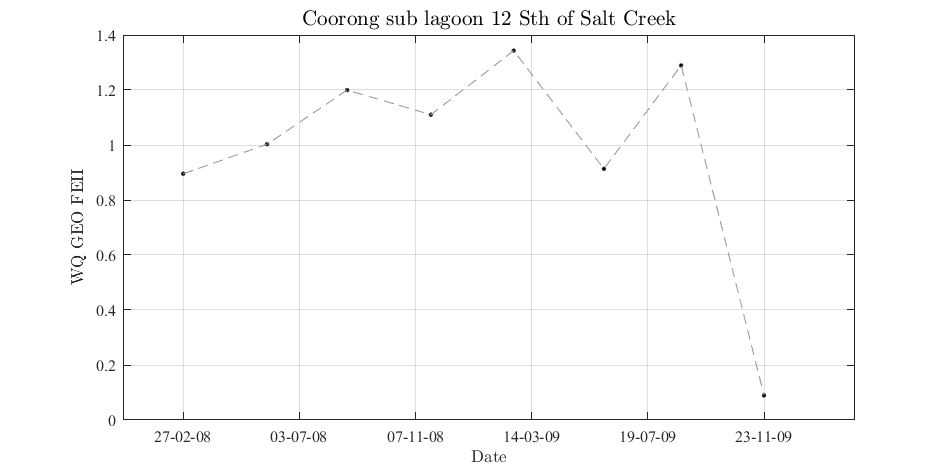 Coorong sub lagoon 12 Sth of Salt Creek
1.4
1.2
1
0.8
0.6
0.4
0.2
0
WQ GEO FEII
27-02-08 03-07-08 07-11-08 14-03-09 19-07-09 23-11-09
Date